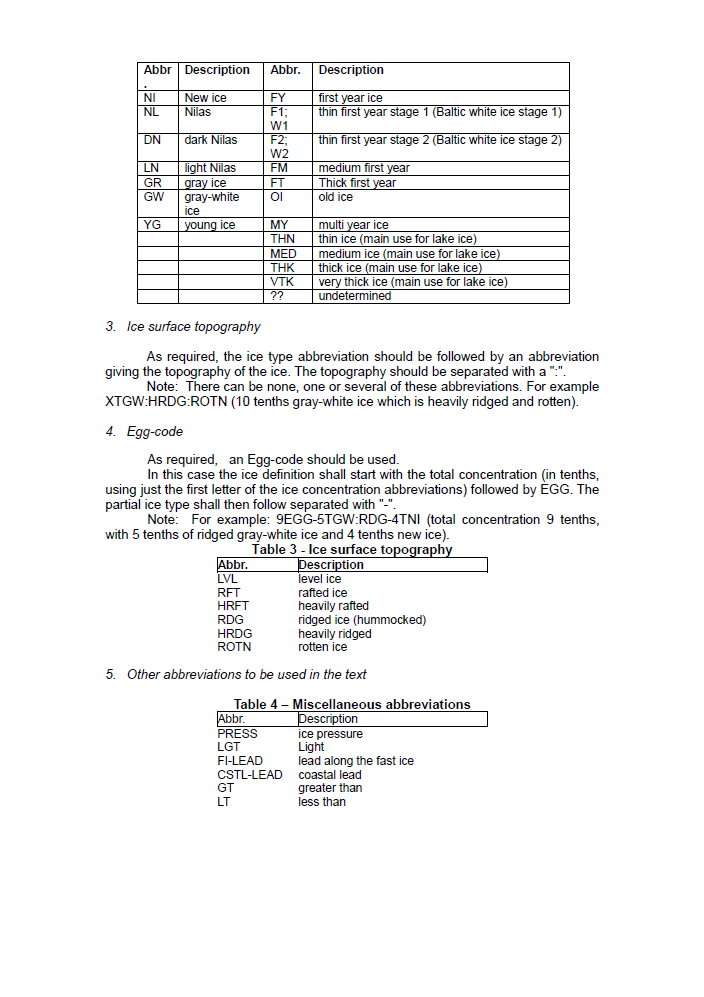 Abbr. Description Abbr. Description
NI New ice FY first year ice
NL Nilas F1; W1 thin first year stage 1 (Baltic white ice stage 1)
DN dark Nilas F2; W2 thin first year stage 2 (Baltic white ice stage 2)
LN light Nilas FM medium first year
GR gray ice FT Thick first year
GW gray-white ice OI old ice
YG young ice MY multi year ice
THN thin ice (main use for lake ice)
MED medium ice (main use for lake ice)
THK thick ice (main use for lake ice)
VTK very thick ice (main use for lake ice)
?? undetermined
3. Ice surface topography
As required, the ice type abbreviation should be followed by an abbreviation
giving the topography of the ice. The topography should be separated with a ":".
Note: There can be none, one or several of these abbreviations. For example
XTGW:HRDG:ROTN (10 tenths gray-white ice which is heavily ridged and rotten).
4. Egg-code
As required, an Egg-code should be used.
In this case the ice definition shall start with the total concentration (in tenths,
using just the first letter of the ice concentration abbreviations) followed by EGG. The
partial ice type shall then follow separated with "-".
Note: For example: 9EGG-5TGW:RDG-4TNI (total concentration 9 tenths,
with 5 tenths of ridged gray-white ice and 4 tenths new ice).
Table 3 - Ice surface topography
Abbr. Description
LVL level ice
RFT rafted ice
HRFT heavily rafted
RDG ridged ice (hummocked)
HRDG heavily ridged
ROTN rotten ice
5. Other abbreviations to be used in the text
Table 4 – Miscellaneous abbreviations
Abbr. Description
PRESS ice pressure
LGT Light
FI-LEAD lead along the fast ice
CSTL-LEAD coastal lead
GT greater than
LT less than